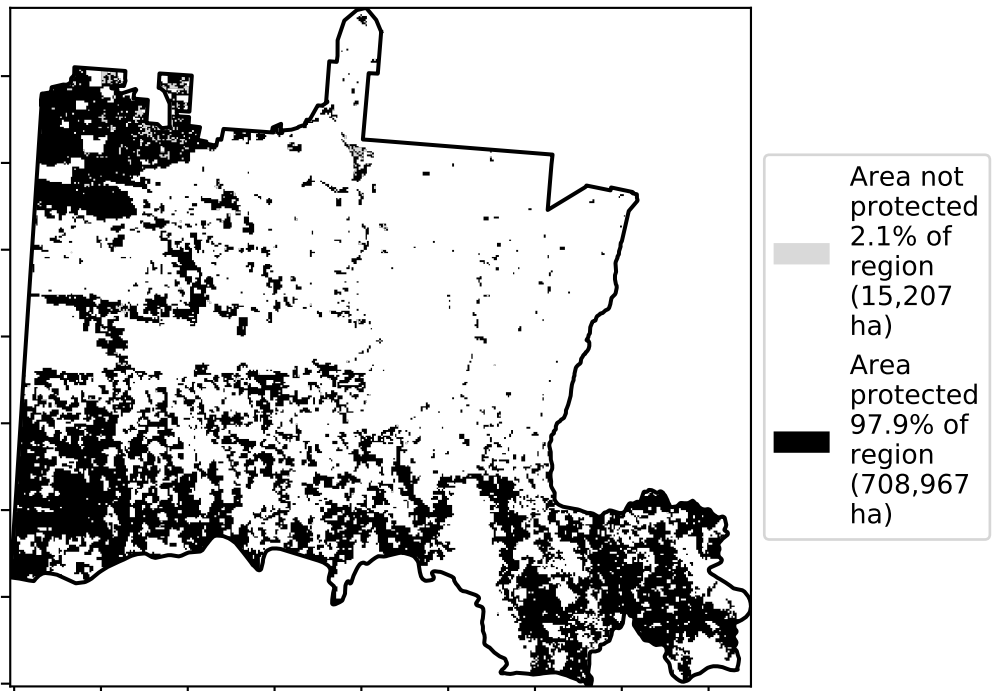 Area not
protected
2.1% of
region
(15,207
ha)
Area
protected
97.9% of
region
(708,967
ha)